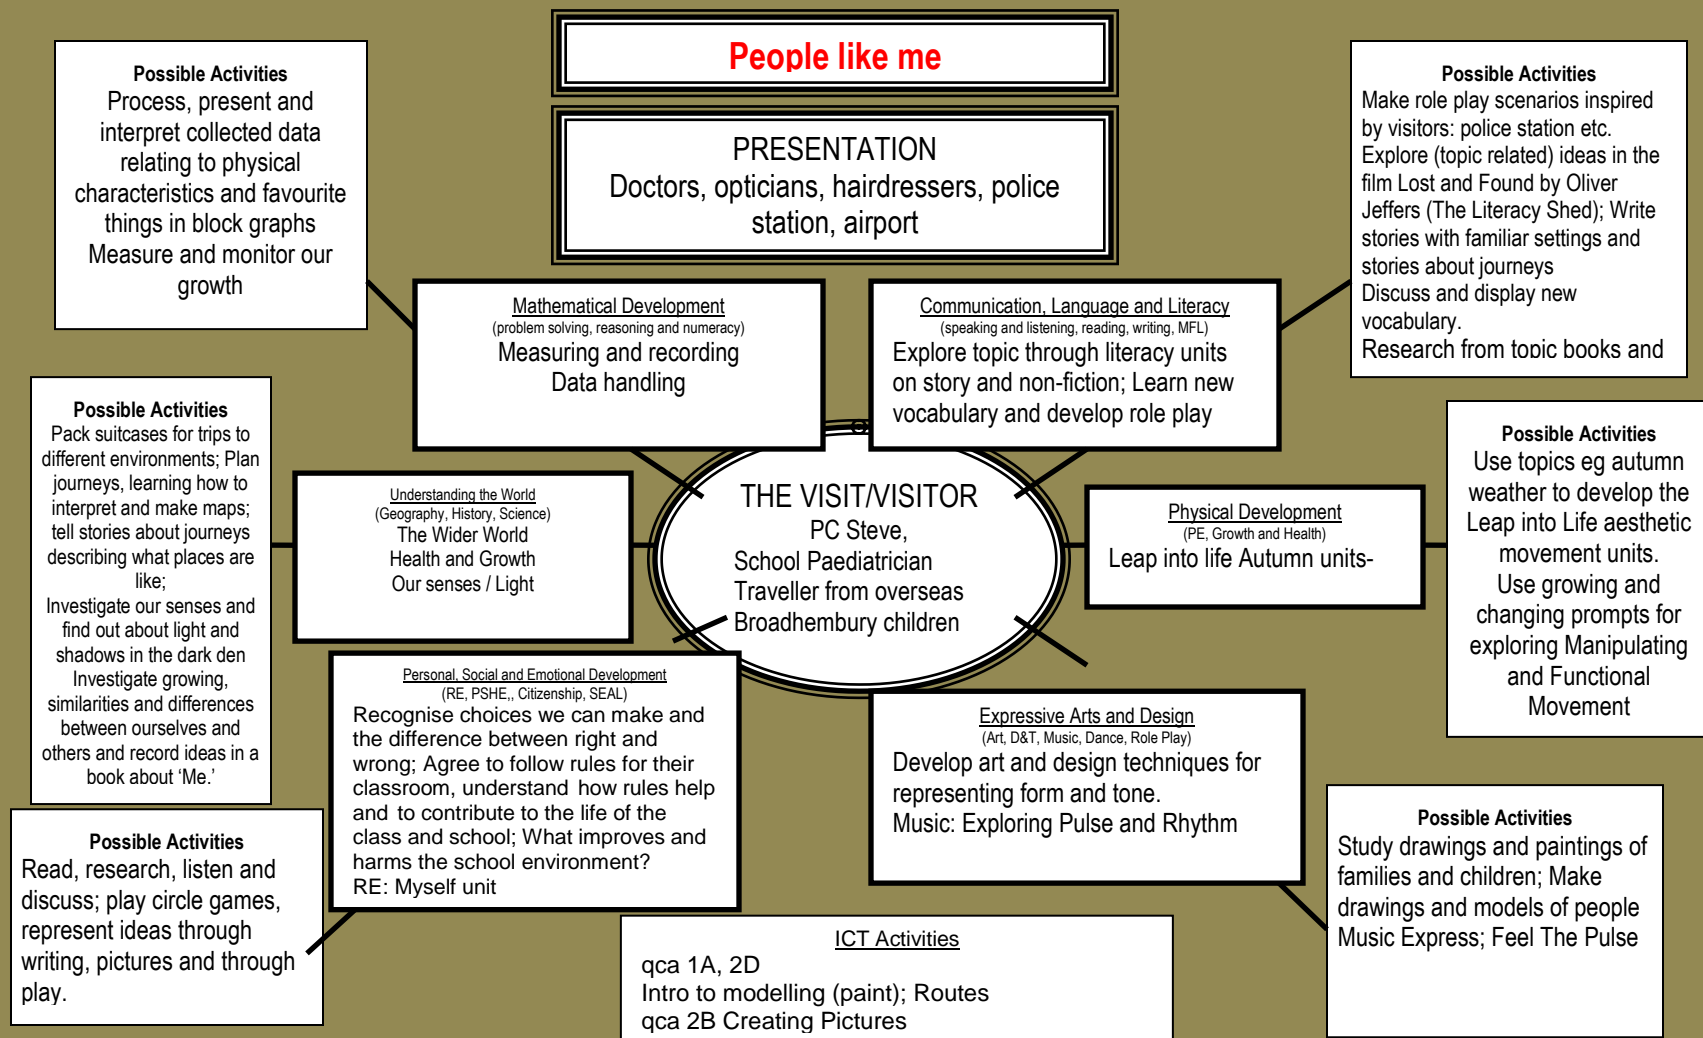 People like me
PRESENTATION
Doctors, opticians, hairdressers, police
station, airport
Possible Activities
Process, present and
interpret collected data
relating to physical
characteristics and favourite
things in block graphs
Measure and monitor our
growth
Possible Activities
Make role play scenarios inspired
by visitors: police station etc.
Explore (topic related) ideas in the
film Lost and Found by Oliver
Jeffers (The Literacy Shed); Write
stories with familiar settings and
stories about journeys
Discuss and display new
vocabulary.
Research from topic books and
Mathematical Development
(problem solving, reasoning and numeracy)
Measuring and recording
Data handling
Communication, Language and Literacy
(speaking and listening, reading, writing, MFL)
Explore topic through literacy units
on story and non-fiction; Learn new
vocabulary and develop role play
Possible Activities
Pack suitcases for trips to
different environments; Plan
journeys, learning how to
interpret and make maps;
tell stories about journeys
describing what places are
like;
Investigate our senses and
find out about light and
shadows in the dark den
Investigate growing,
similarities and differences
between ourselves and
others and record ideas in a
book about ‘Me.’
Understanding the World
(Geography, History, Science)
The Wider World
Health and Growth
Our senses / Light
THE VISIT/VISITOR
PC Steve,
School Paediatrician
Traveller from overseas
Broadhembury children
Physical Development
(PE, Growth and Health)
Leap into life Autumn units-
Possible Activities
Use topics eg autumn
weather to develop the
Leap into Life aesthetic
movement units.
Use growing and
changing prompts for
exploring Manipulating
and Functional
Movement
Personal, Social and Emotional Development
(RE, PSHE,, Citizenship, SEAL)
Recognise choices we can make and
the difference between right and
wrong; Agree to follow rules for their
classroom, understand how rules help
and to contribute to the life of the
class and school; What improves and
harms the school environment?
RE: Myself unit
Expressive Arts and Design
(Art, D&T, Music, Dance, Role Play)
Develop art and design techniques for
representing form and tone.
Music: Exploring Pulse and Rhythm
Possible Activities
Read, research, listen and
discuss; play circle games,
represent ideas through
writing, pictures and through
play.
Possible Activities
Study drawings and paintings of
families and children; Make
drawings and models of people
Music Express; Feel The Pulse
ICT Activities
qca 1A, 2D
Intro to modelling (paint); Routes
qca 2B Creating Pictures